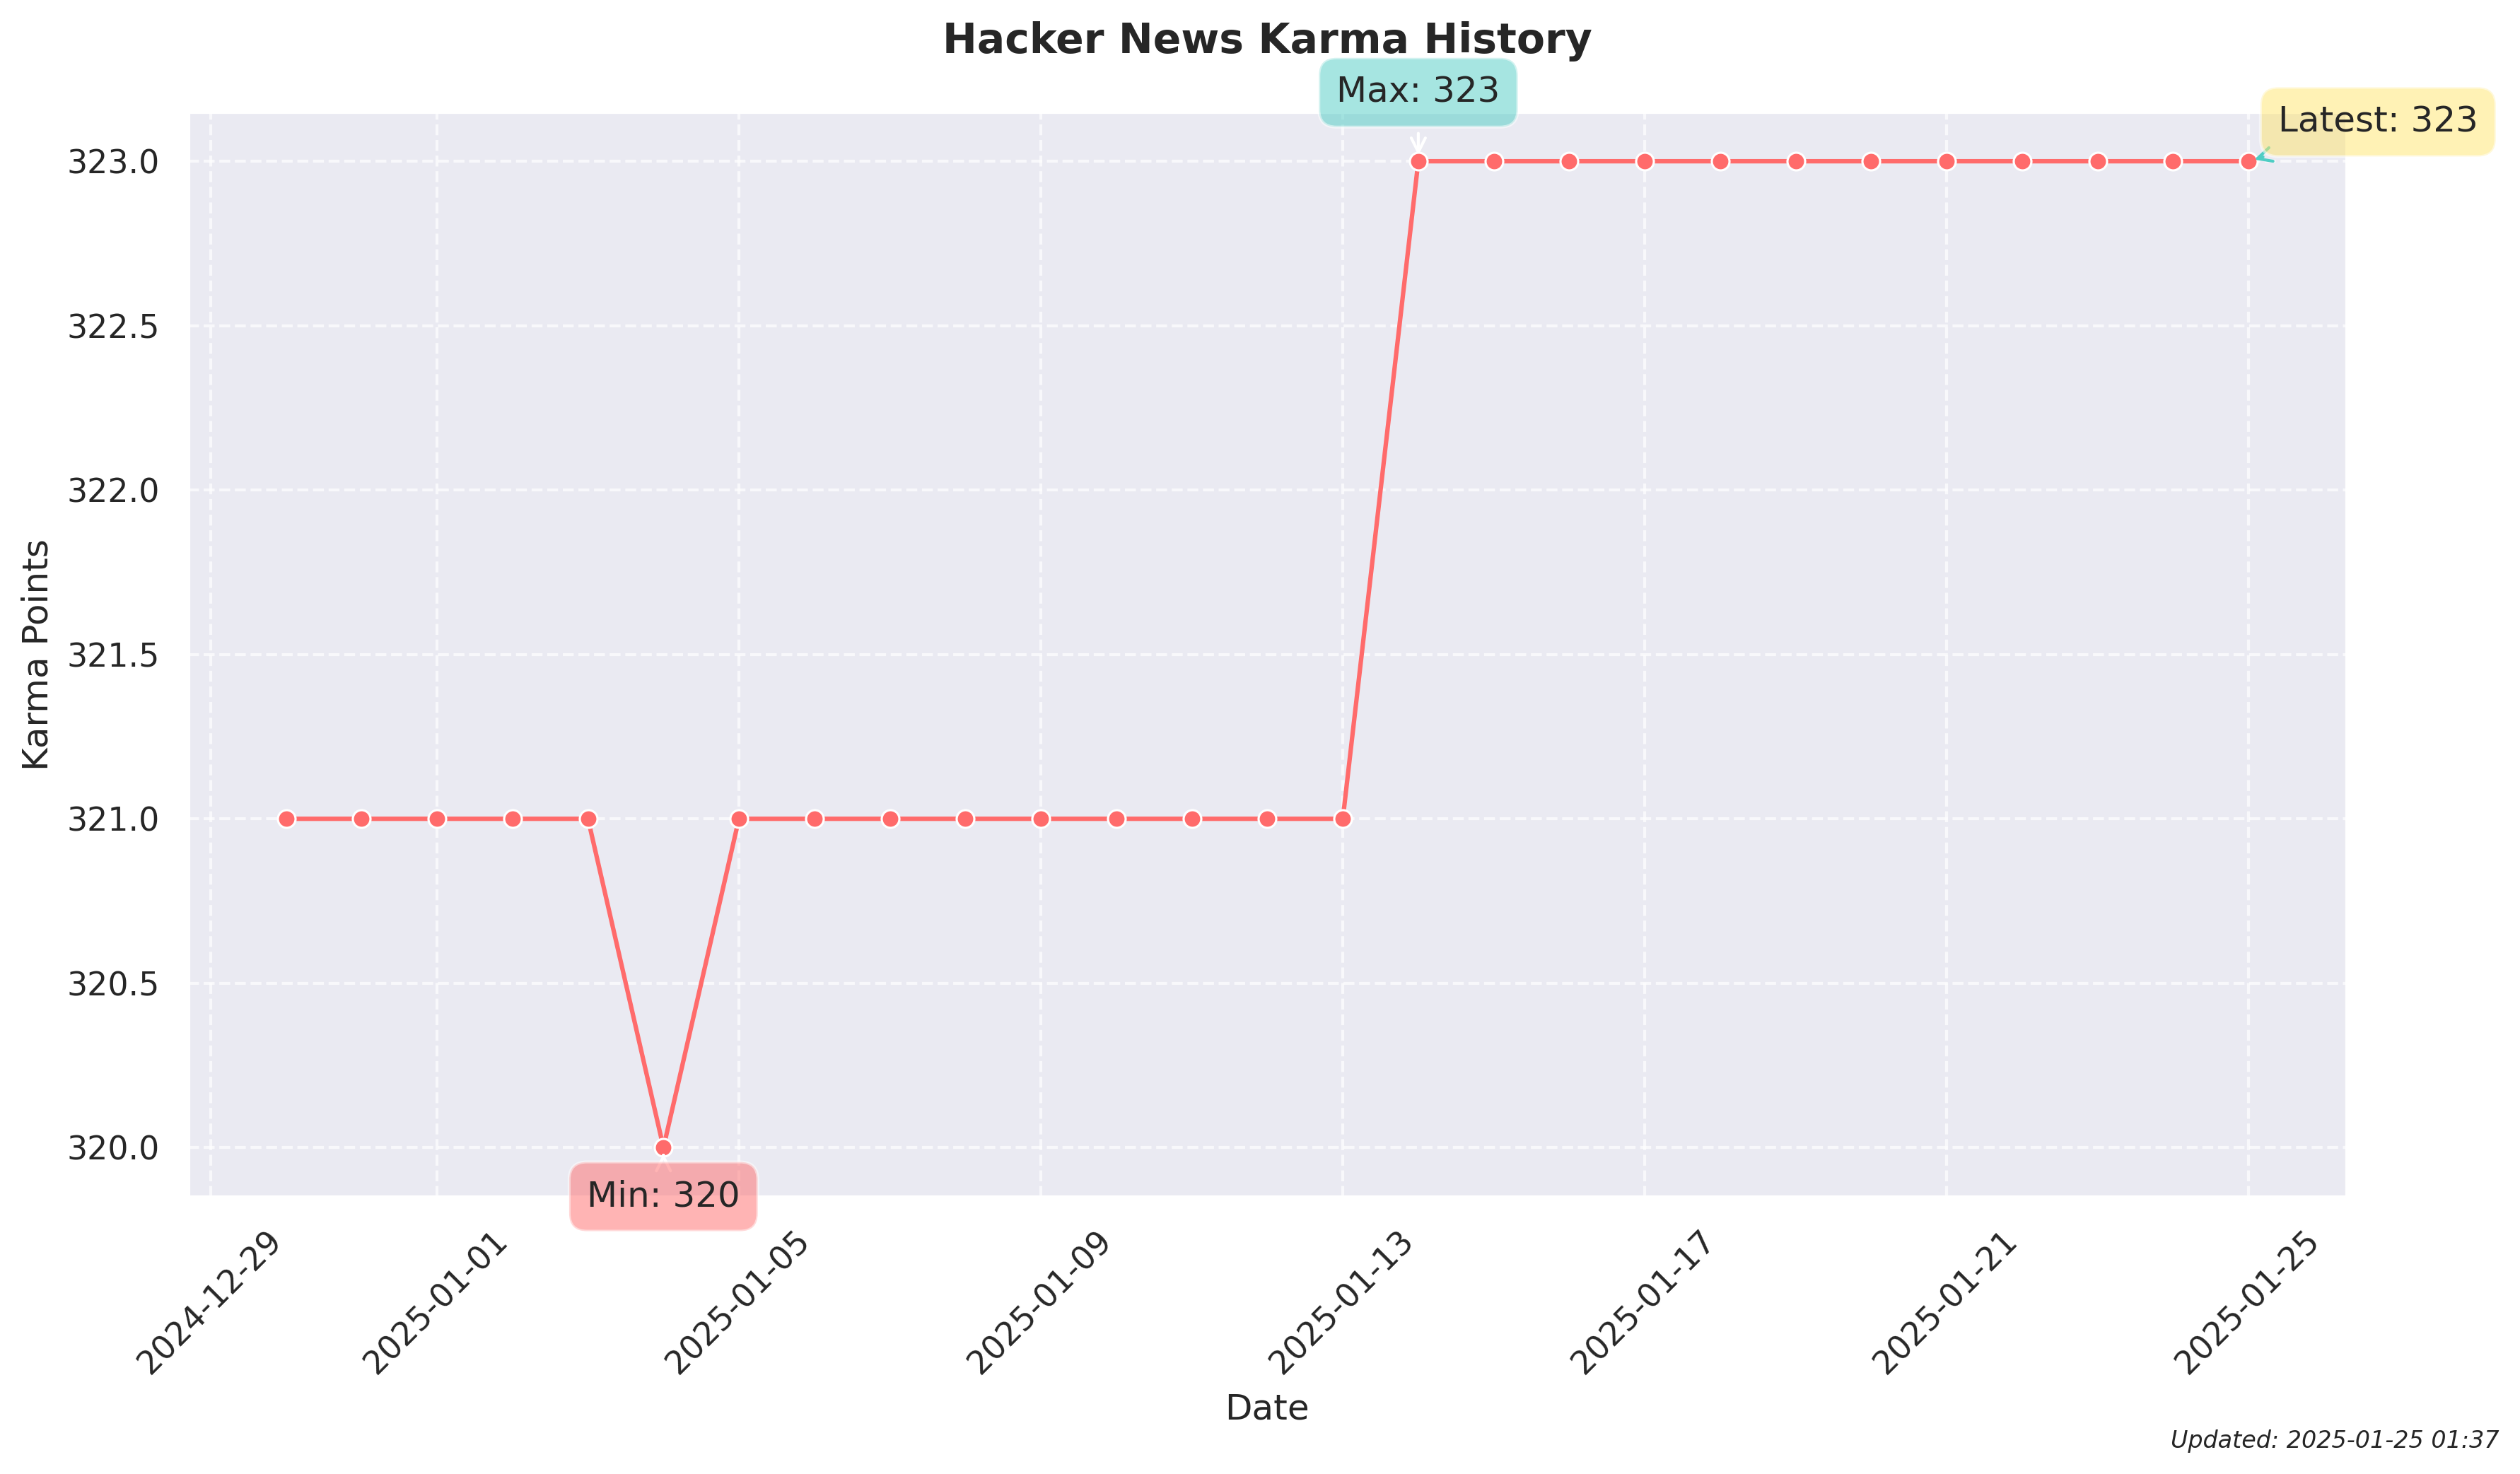 Hacker News Karma History
Max: 323
Latest: 323
323.0
322.5
322.0
321.5
321.0
320.5
320.0
Karma Points
Min: 320
2024-12-29
2025-01-01
2025-01-05
2025-01-09
2025-01-13
2025-01-17
2025-01-21
2025-01-25
Date
Updated: 2025-01-25 01:37